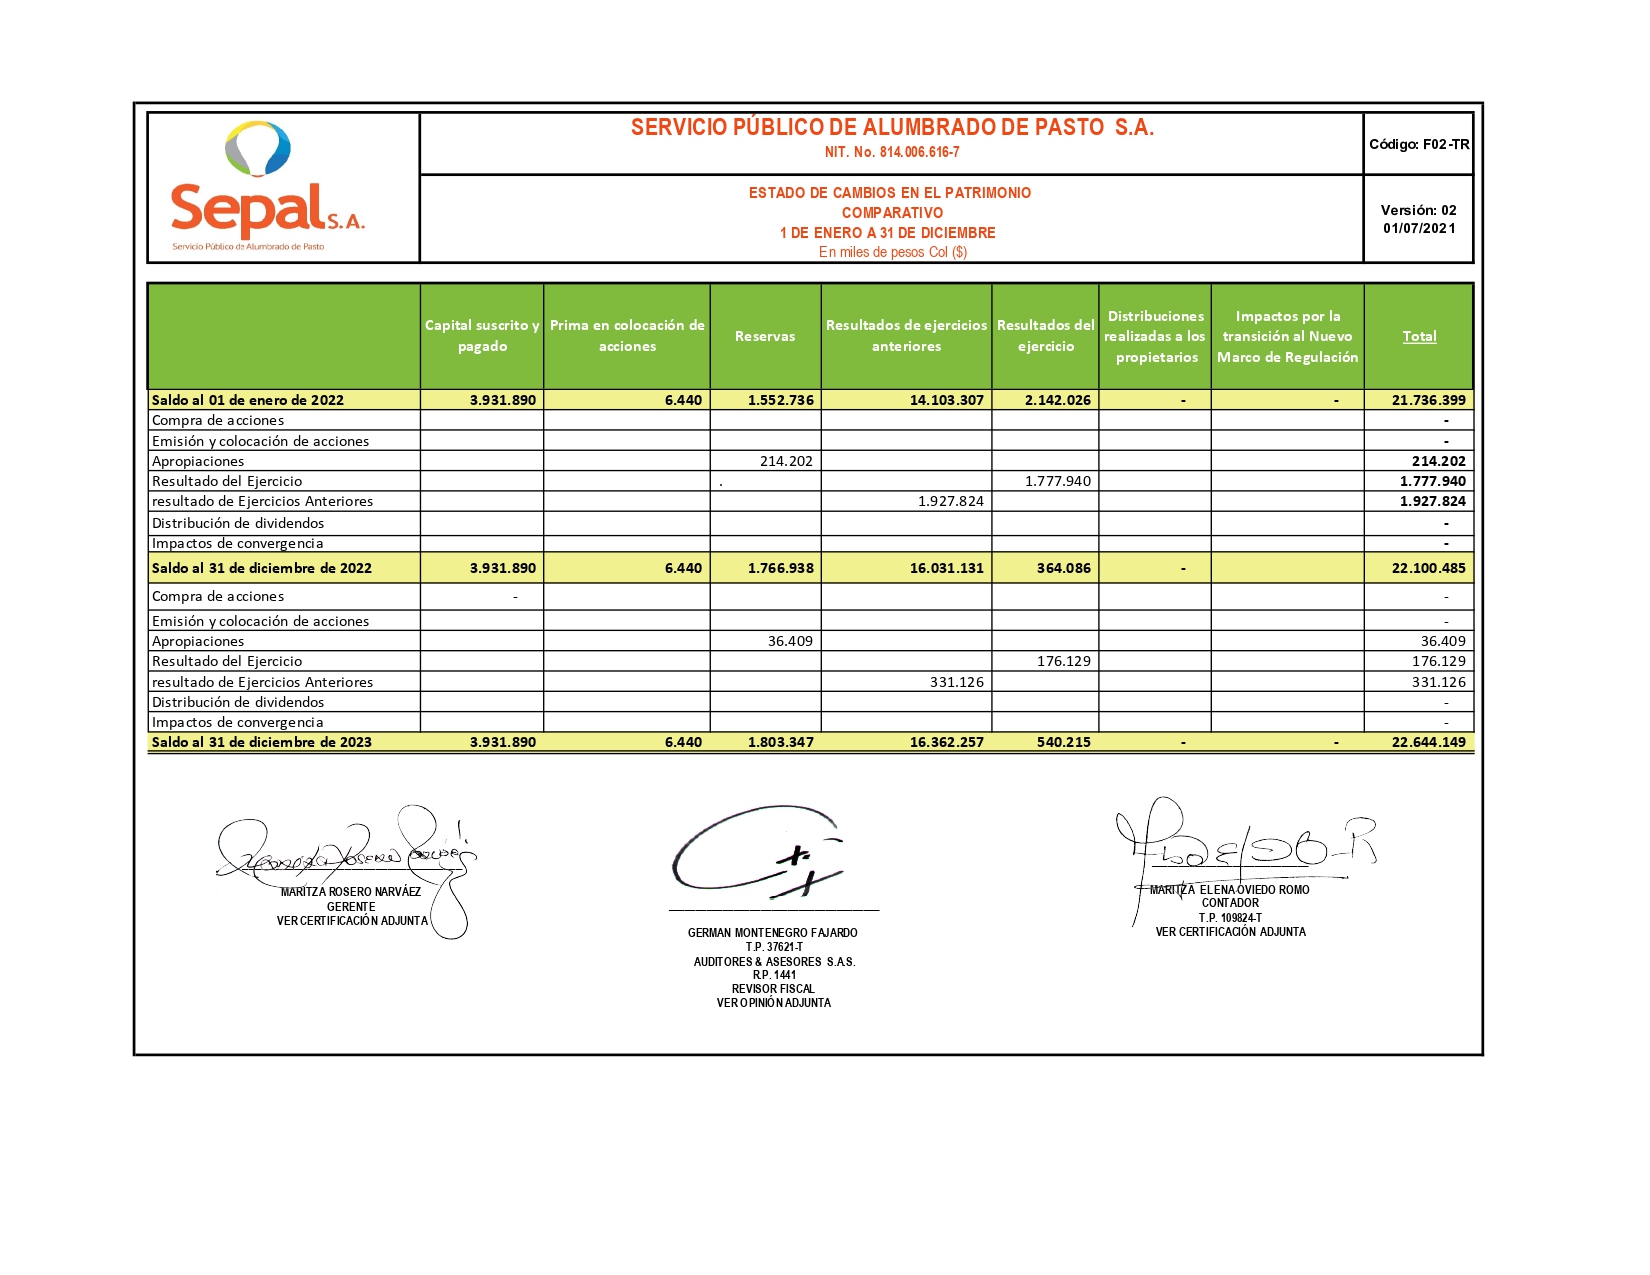 Sepal S.A.
Servicio Público de Alumbrado de Pasto
SERVICIO PÚBLICO DE ALUMBRADO DE PASTO S.A.
NIT. No. 814.006.616-7
Código: F02-TR
ESTADO DE CAMBIOS EN EL PATRIMONIO
COMPARATIVO
1 DE ENERO A 31 DE DICIEMBRE
En miles de pesos Col ($)
Versión: 02
01/07/2021
Capital suscrito y
pagado
Prima en colocación de
acciones
Reservas
Resultados de ejercicios
anteriores
Resultados del
ejercicio
Distribuciones
realizadas a los
propietarios
Impactos por la
transición al Nuevo
Marco de Regulación
Total
Saldo al 01 de enero de 2022 3.931.890 6.440 1.552.736 14.103.307 2.142.026 - - 21.736.399
Compra de acciones -
Emisión y colocación de acciones -
Apropiaciones 214.202 214.202
Resultado del Ejercicio . 1.777.940 1.777.940
resultado de Ejercicios Anteriores 1.927.824 1.927.824
Distribución de dividendos -
Impactos de convergencia -
Saldo al 31 de diciembre de 2022 3.931.890 6.440 1.766.938 16.031.131 364.086 - 22.100.485
Compra de acciones - -
Emisión y colocación de acciones -
Apropiaciones 36.409 36.409
Resultado del Ejercicio 176.129 176.129
resultado de Ejercicios Anteriores 331.126 331.126
Distribución de dividendos -
Impactos de convergencia -
Saldo al 31 de diciembre de 2023 3.931.890 6.440 1.803.347 16.362.257 540.215 - - 22.644.149
MARITZA ROSERO NARVÁEZ
GERENTE
VER CERTIFICACIÓN ADJUNTA
GERMAN MONTENEGRO FAJARDO
T.P. 37621-T
AUDITORES & ASESORES S.A.S.
R.P. 1441
REVISOR FISCAL
VER OPINIÓN ADJUNTA
MARITZA ELENA OVIEDO ROMO
CONTADOR
T.P. 109824-T
VER CERTIFICACIÓN ADJUNTA